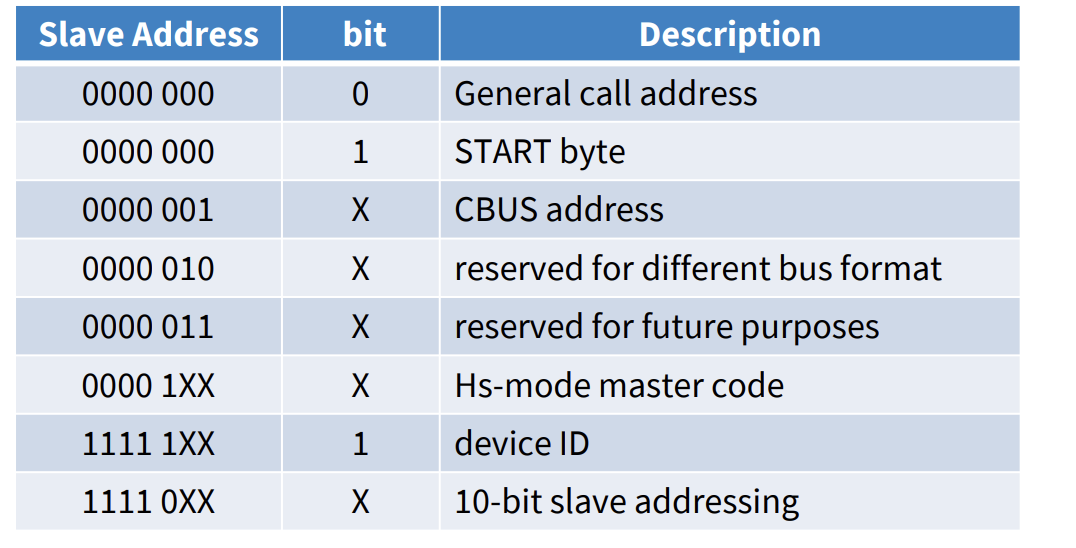 Slave Address bit Description
0000 000 0 General call address
0000 000 1 START byte
0000 001 X CBUS address
0000 010 X reserved for different bus format
0000 011 X reserved for future purposes
0000 1XX X Hs-mode master code
1111 1XX 1 device ID
1111 0XX X 10-bit slave addressing